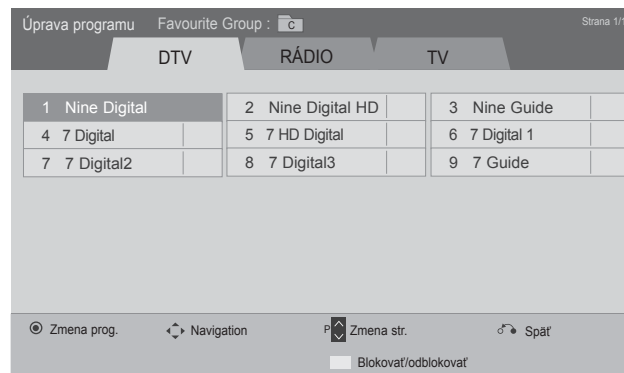 Úprava programu Favourite Group : C Strana 1/1
DTV RÁDIO TV
1 Nine Digital 2 Nine Digital HD 3 Nine Guide
4 7 Digital 5 7 HD Digital 6 7 Digital 1
7 7 Digital2 8 7 Digital3 9 7 Guide
Zmena prog. Navigation P Zmena str. Späť
Blokovať/odblokovať